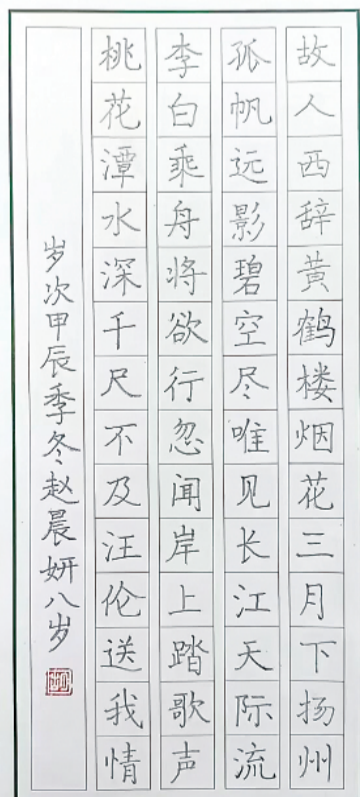 故人西辞黄鹤楼烟花三月下扬州
孤帆远影碧空尽唯见长江天际流
李白乘舟将欲行忽闻岸上踏歌声
桃花潭水深千尺不及汪伦送我情
岁次甲辰季冬赵晨妍八岁